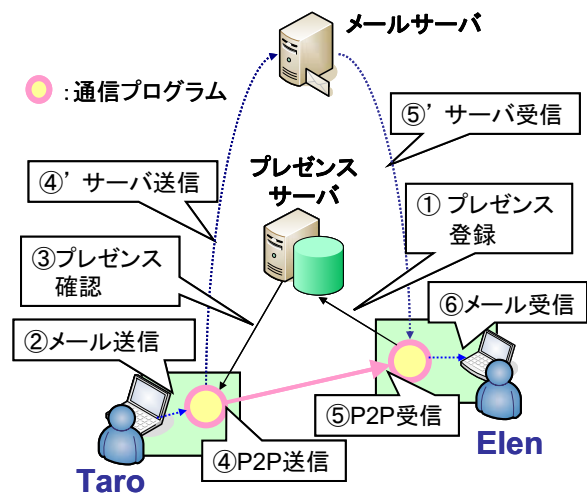 メールサーバ
:通信プログラム
⑤’ サーバ受信
④’ サーバ送信
プレゼンス
サーバ
① プレゼンス
登録
③プレゼンス
確認
⑥メール受信
②メール送信
⑤P2P受信
④P2P送信
Elen
Taro